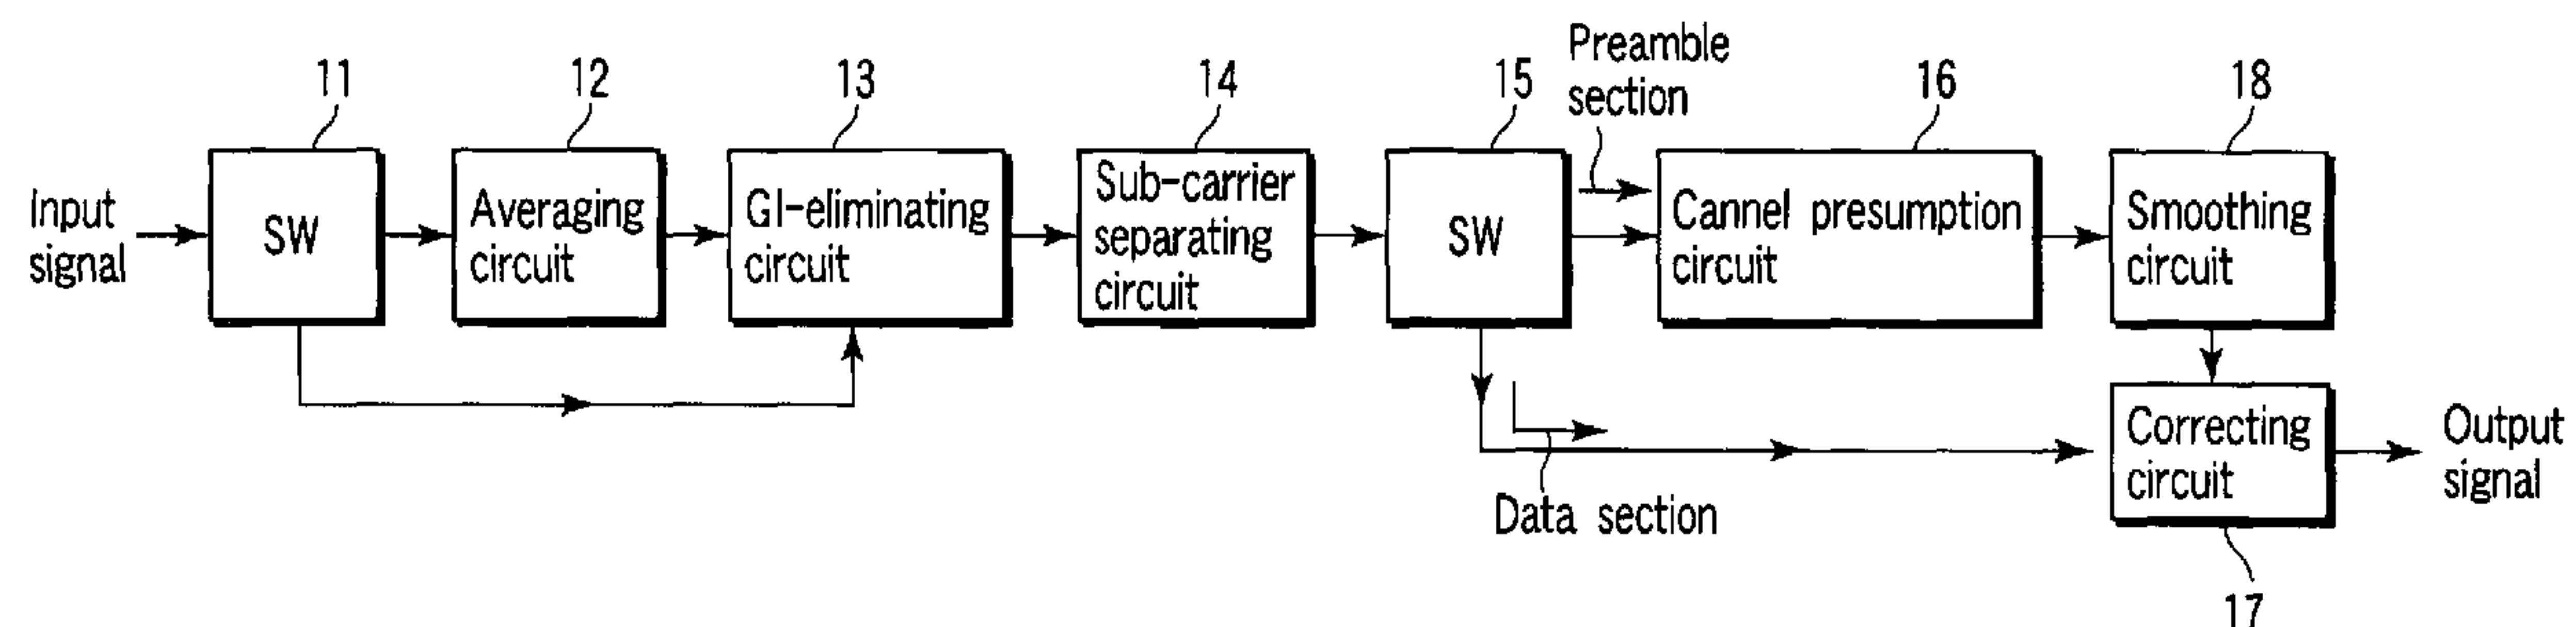 Preamble
section
11
12
13
14
15
16
18
Input
signal
SW
Averaging
circuit
GI-eliminating
circuit
Sub-carrier
separating
circuit
SW
Cannel presumption
circuit
Smoothing
circuit
Correcting
circuit
Output
signal
Data section
17